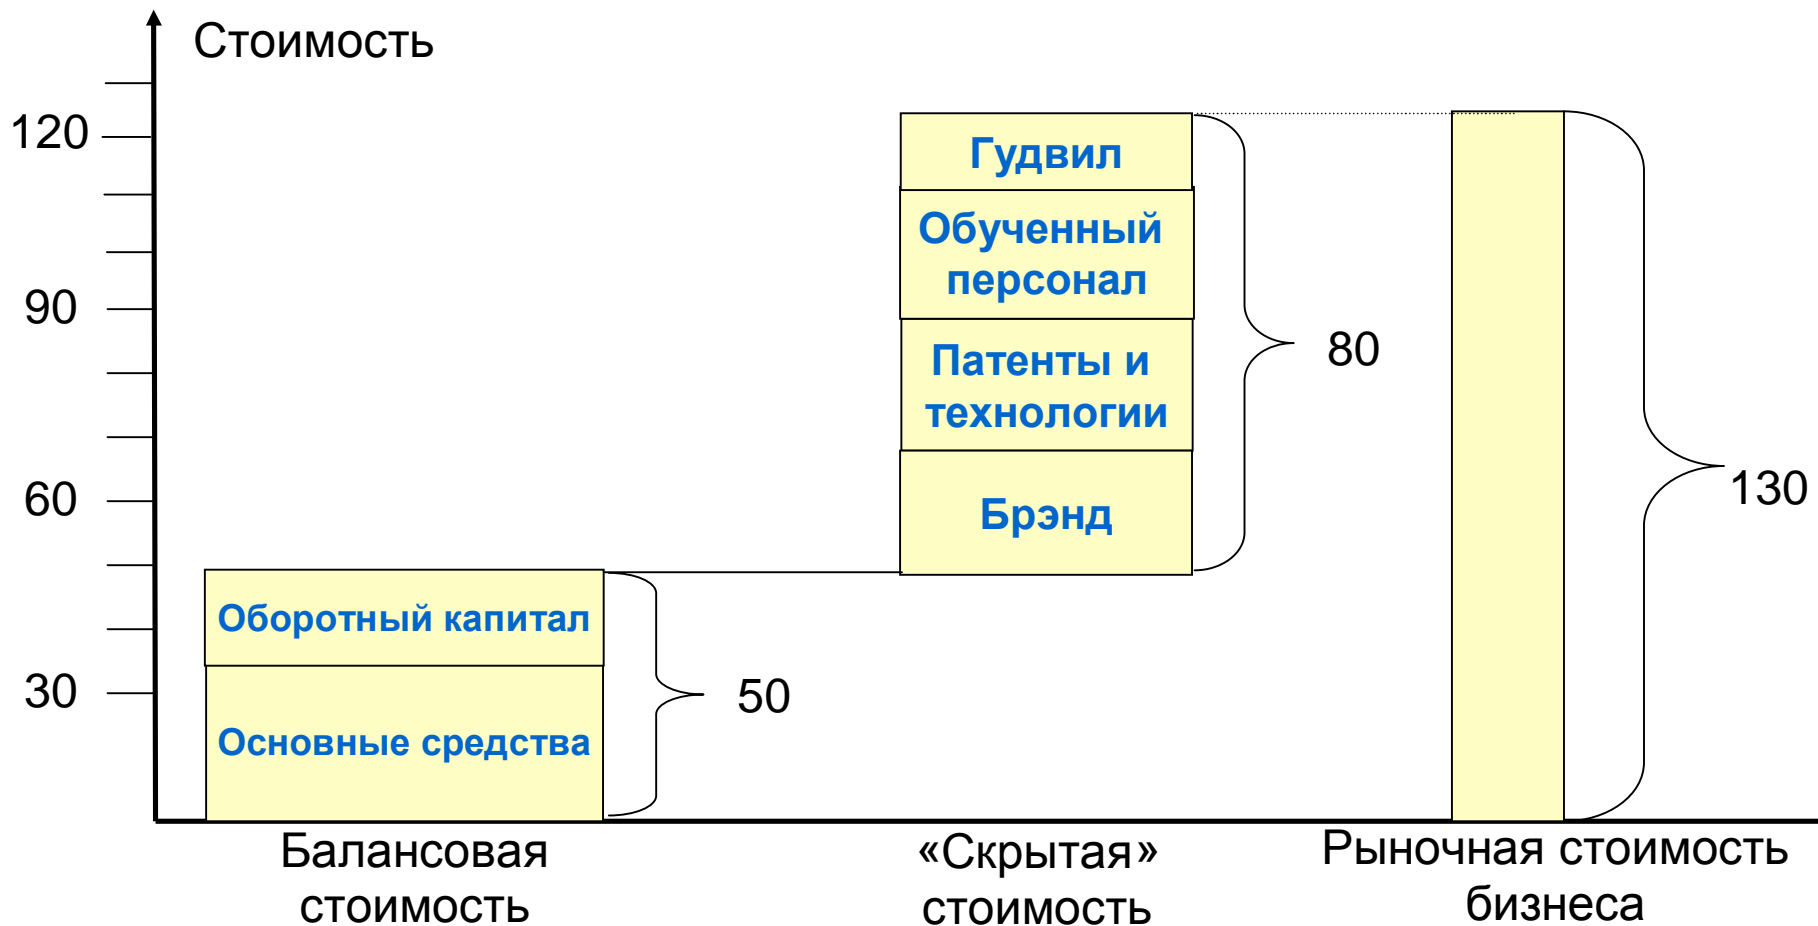 Стоимость
120
90
60
30
Гудвил
Обученный
персонал
Патенты и
технологии
Брэнд
80
130
Оборотный капитал
Основные средства
50
Балансовая
стоимость
«Скрытая»
стоимость
Рыночная стоимость
бизнеса